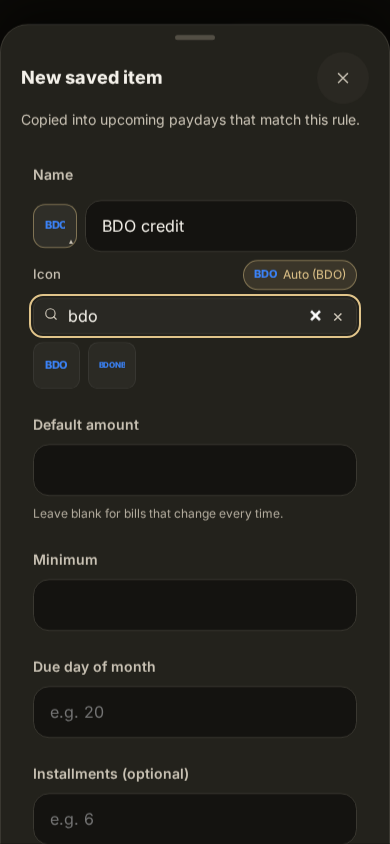 New saved item
Copied into upcoming paydays that match this rule.
Name
BDO
BDO credit
Icon
BDO Auto (BDO)
bdo
BDO
BDONE
Default amount
Leave blank for bills that change every time.
Minimum
Due day of month
e.g. 20
Installments (optional)
e.g. 6